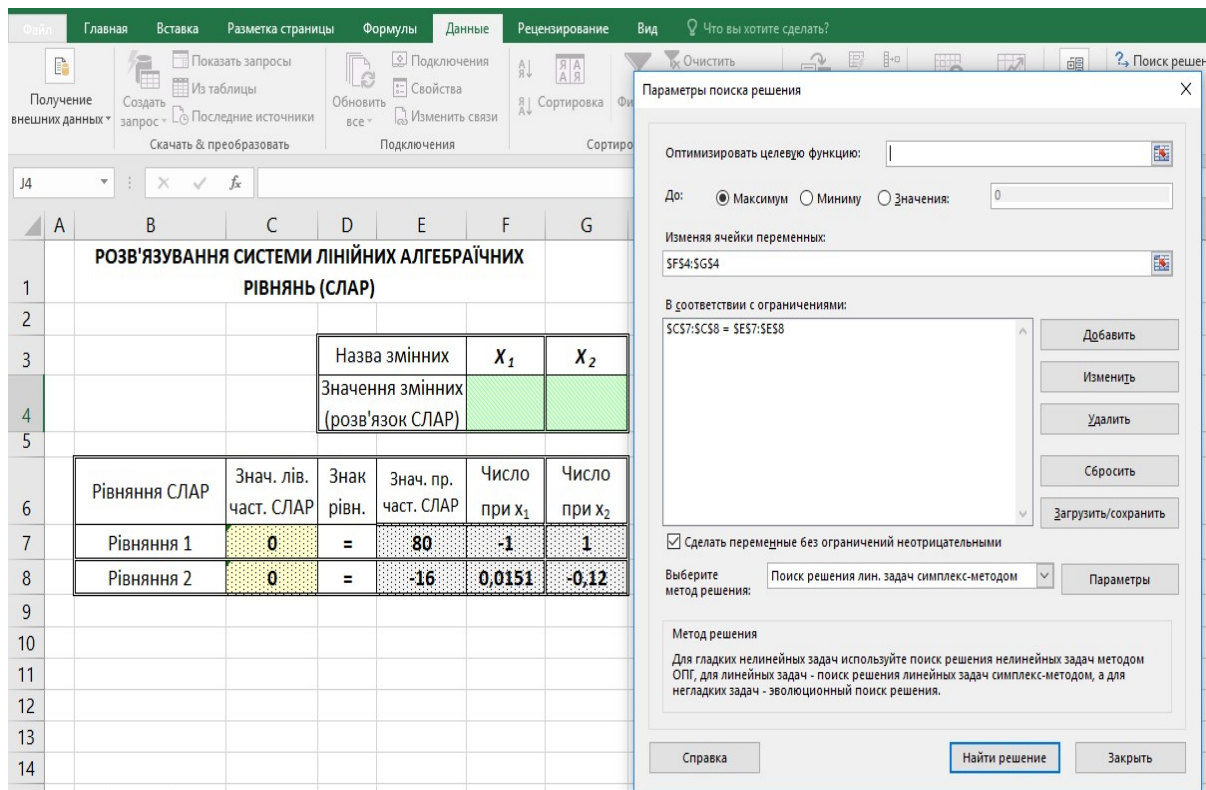 Файл Главная Вставка Разметка страницы Формулы Данные Рецензирование Вид Что вы хотите сделать?
Получение
внешних данных
Создать
запрос
Показать запросы
Из таблицы
Последние источники
Скачать & преобразовать
Обновить
все
Подключения
Свойства
Изменить связи
Подключения
Сортировка
Сортиро
Очистить
Поиск решен
J4
fx
A B C D E F G
1 РОЗВ'ЯЗУВАННЯ СИСТЕМИ ЛІНІЙНИХ АЛГЕБРАЇЧНИХ
РІВНЯНЬ (СЛАР)
2
3 Назва змінних X1 X2
4 Значення змінних
(розв'язок СЛАР)
5
6 Рівняння СЛАР Знач. лів. част. СЛАР Знак рівн. Знач. пр. част. СЛАР Число при x1 Число при x2
7 Рівняння 1 0 = 80 -1 1
8 Рівняння 2 0 = -16 0,0151 -0,12
9
10
11
12
13
14
Параметры поиска решения
Оптимизировать целевую функцию:
До: Максимум Миниму Значения: 0
Изменяя ячейки переменных:
$F$4:$G$4
В соответствии с ограничениями:
$C$7:$C$8 = $E$7:$E$8
Добавить
Изменить
Удалить
Сбросить
Загрузить/сохранить
Сделать переменные без ограничений неотрицательными
Выберите
метод решения:
Поиск решения лин. задач симплекс-методом
Параметры
Метод решения
Для гладких нелинейных задач используйте поиск решения нелинейных задач методом
ОПГ, для линейных задач - поиск решения линейных задач симплекс-методом, а для
негладких задач - эволюционный поиск решения.
Справка Найти решение Закрыть